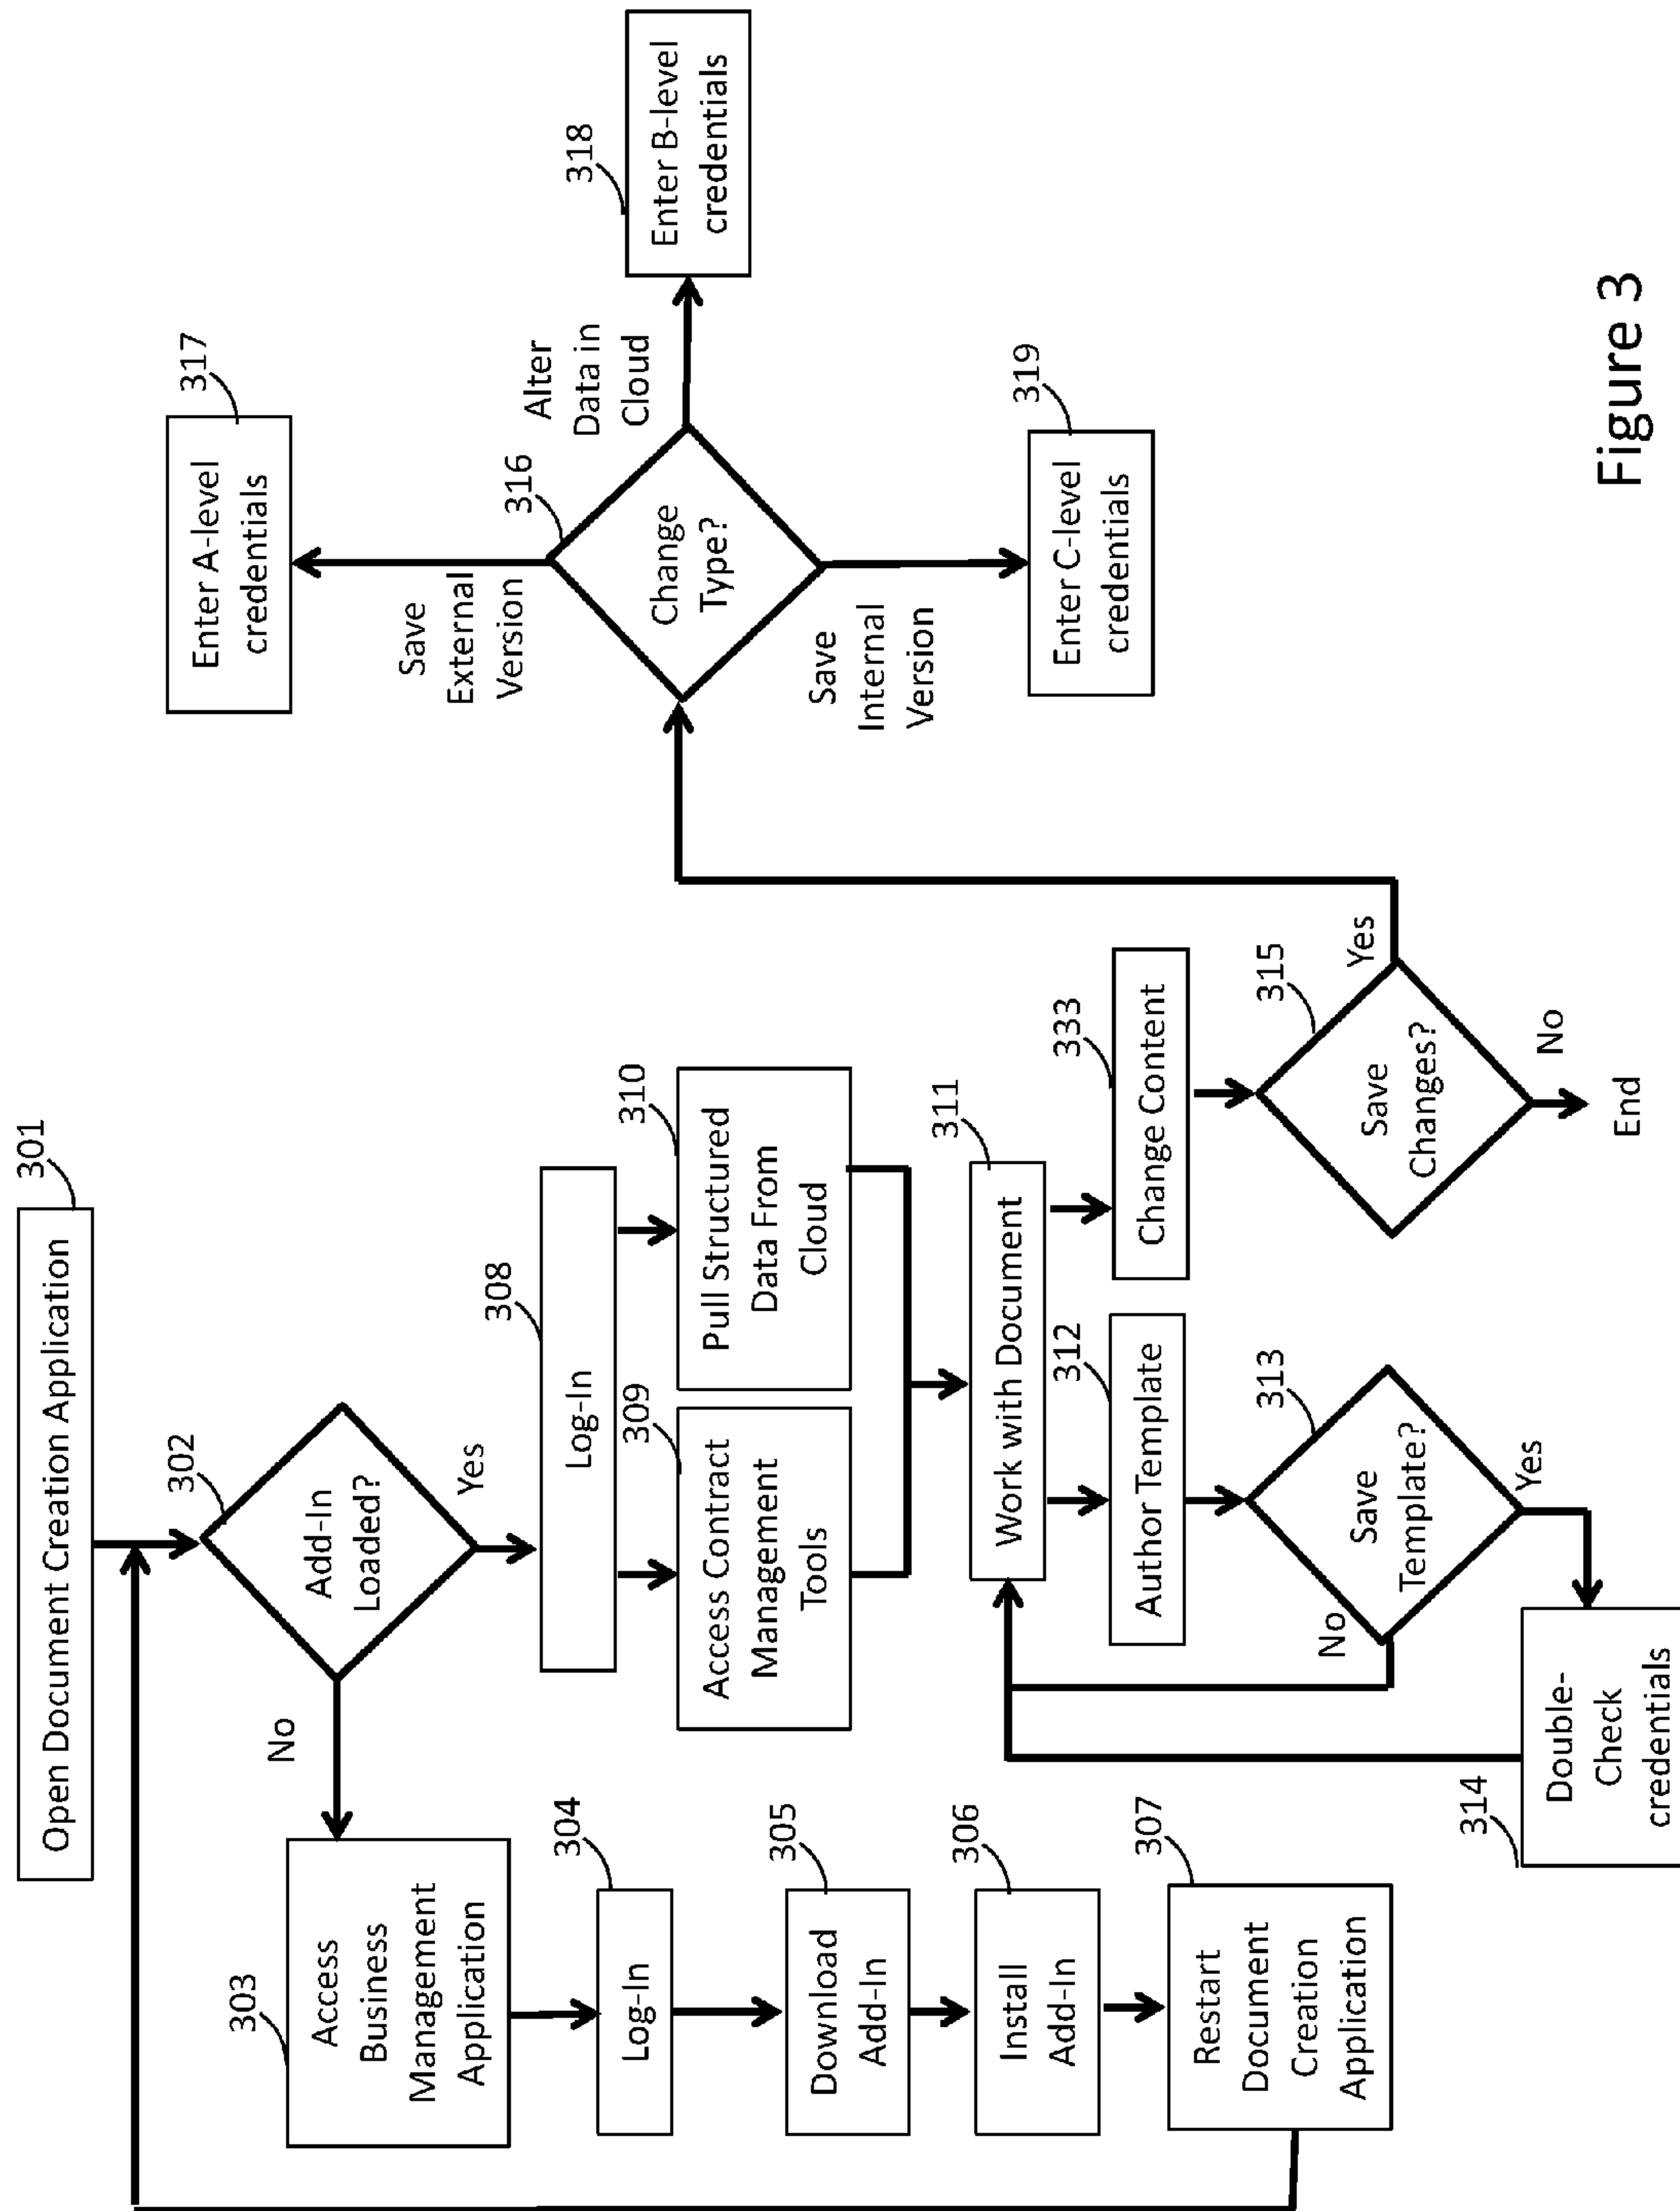 301
Open Document Creation Application
302
Add-In
Loaded?
No
Yes
303
Access
Business
Management
Application
304
Log-In
305
Download
Add-In
306
Install
Add-In
307
Restart
Document
Creation
Application
308
Log-In
309
Access Contract
Management
Tools
310
Pull Structured
Data From
Cloud
311
Work with Document
312
Author Template
313
Save
Template?
No
Yes
314
Double-
Check
credentials
333
Change Content
315
Save
Changes?
Yes
No
End
316
Change
Type?
Save
External
Version
317
Enter A-level
credentials
Alter
Data in
Cloud
318
Enter B-level
credentials
Save
Internal
Version
319
Enter C-level
credentials
Figure 3